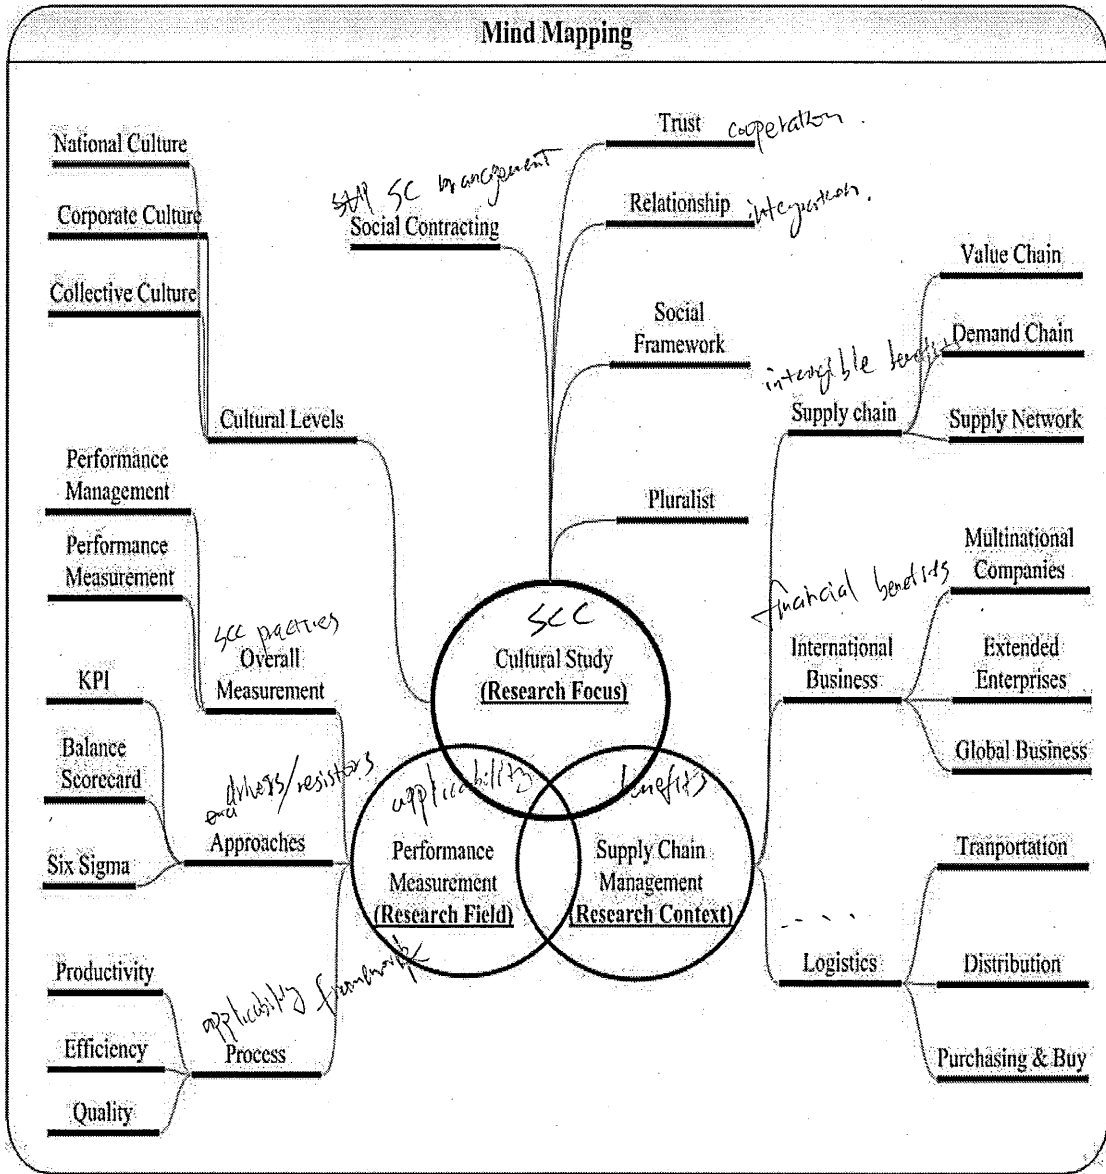 Mind Mapping
National Culture
Corporate Culture
Collective Culture
Cultural Levels
SC management
Social Contracting
Trust cooperation.
Relationship integration.
Social
Framework
Pluralist
Value Chain
Demand Chain
intangible benefits
Supply chain
Supply Network
Performance
Management
Performance
Measurement
SCC practices
Overall
Measurement
KPI
Balance
Scorecard
drivers/resistors
Approaches
Six Sigma
Productivity
applicability framework
Efficiency
Process
Quality
SCC
Cultural Study
(Research Focus)
applicability
benefits
Performance
Measurement
(Research Field)
Supply Chain
Management
(Research Context)
financial benefits
Multinational
Companies
International
Business
Extended
Enterprises
Global Business
Tranportation
Logistics
Distribution
Purchasing & Buy